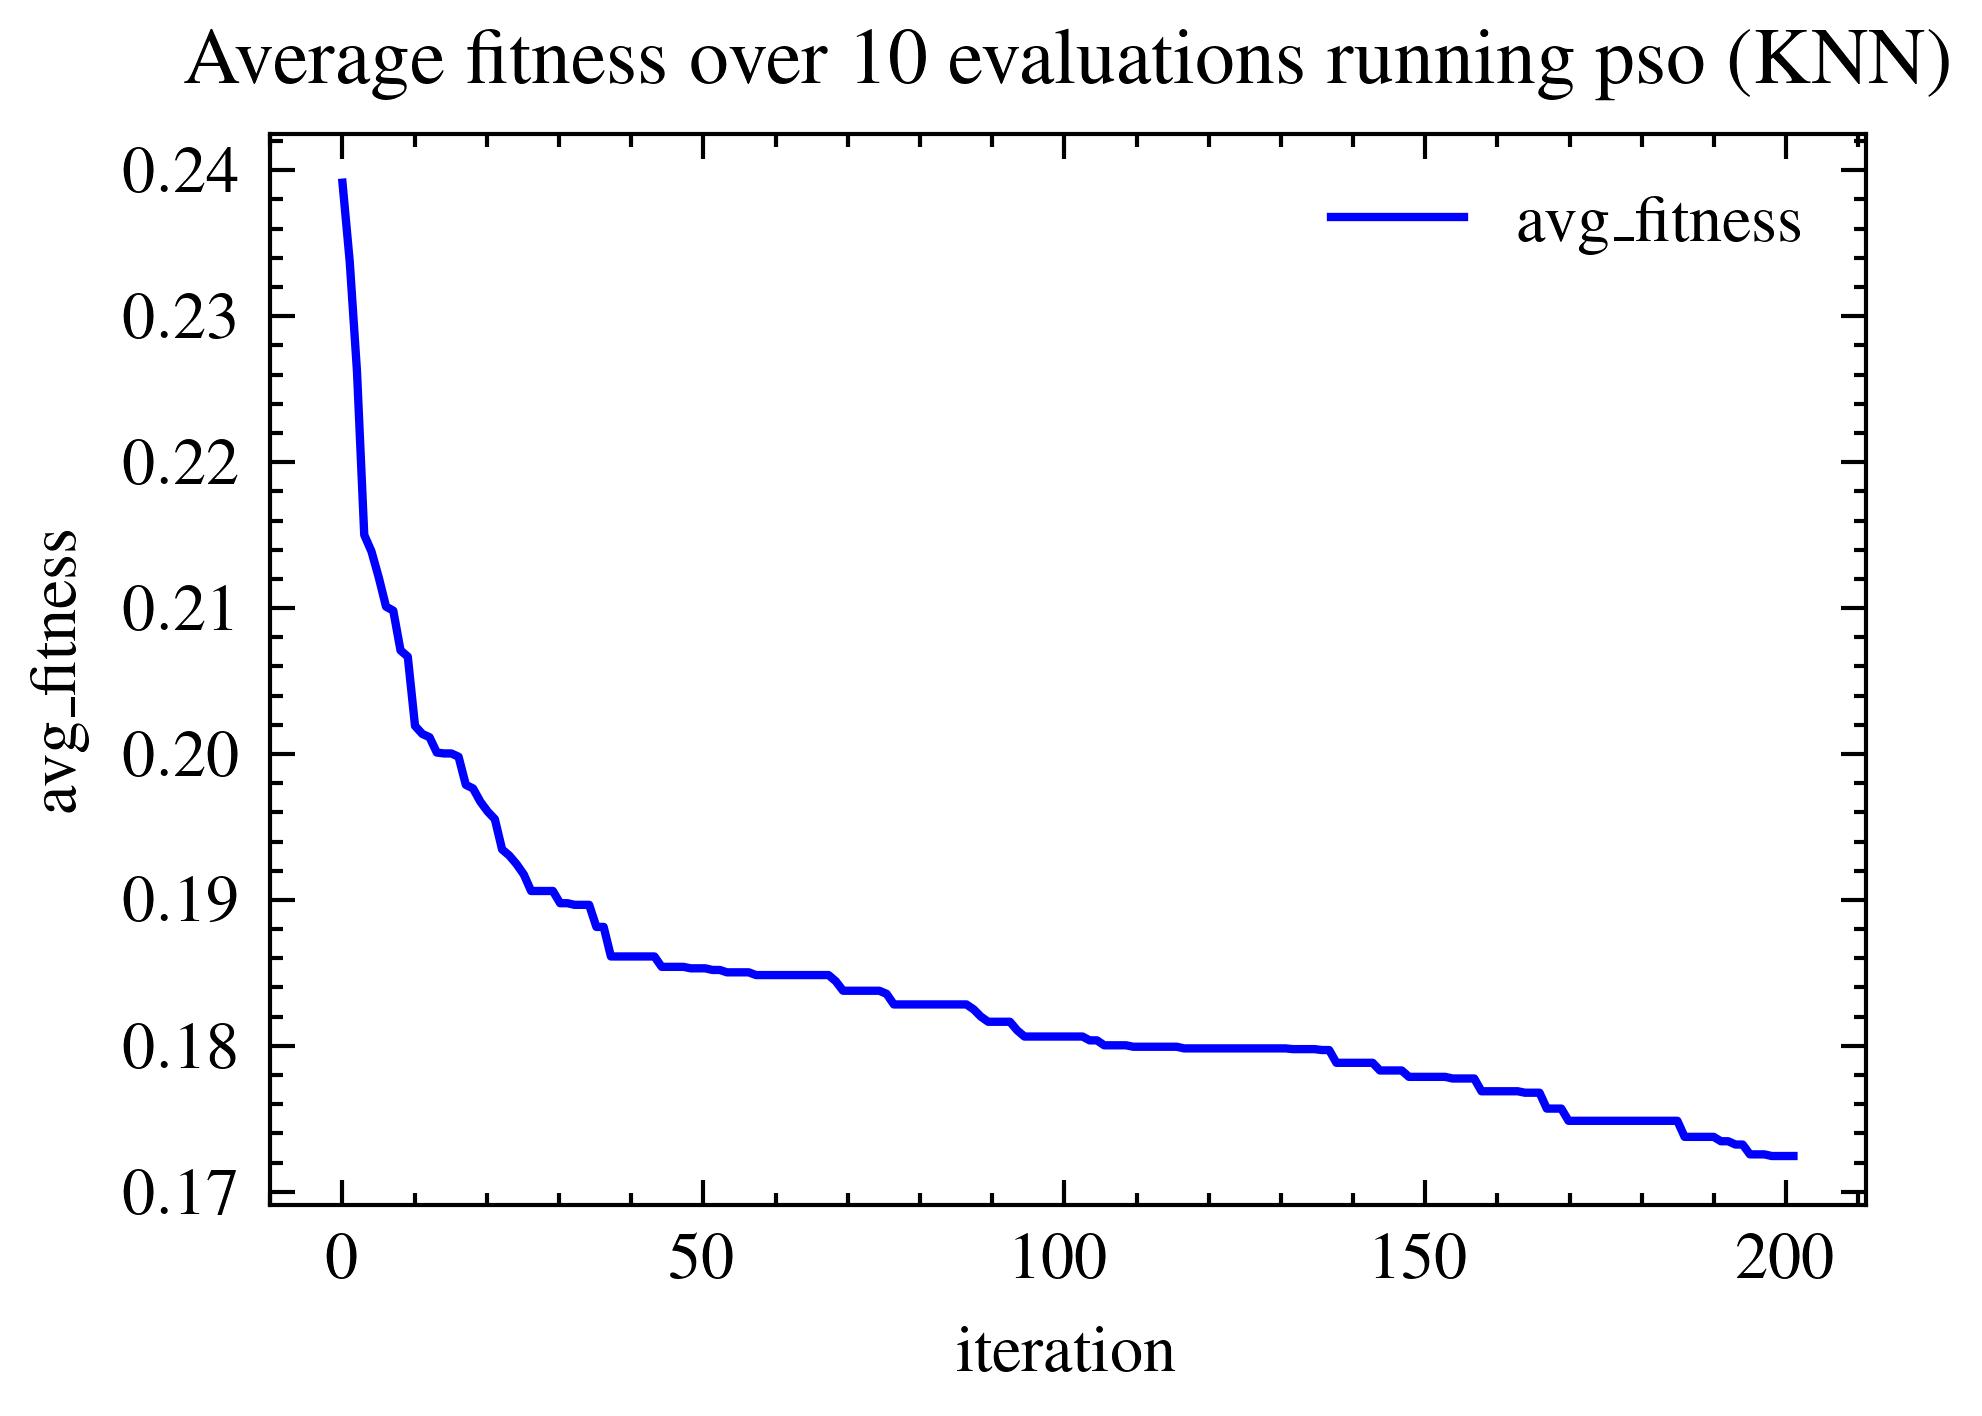 Average fitness over 10 evaluations running pso (KNN)
avg_fitness
0.24
0.23
0.22
0.21
0.20
0.19
0.18
0.17
avg_fitness
0 50 100 150 200
iteration